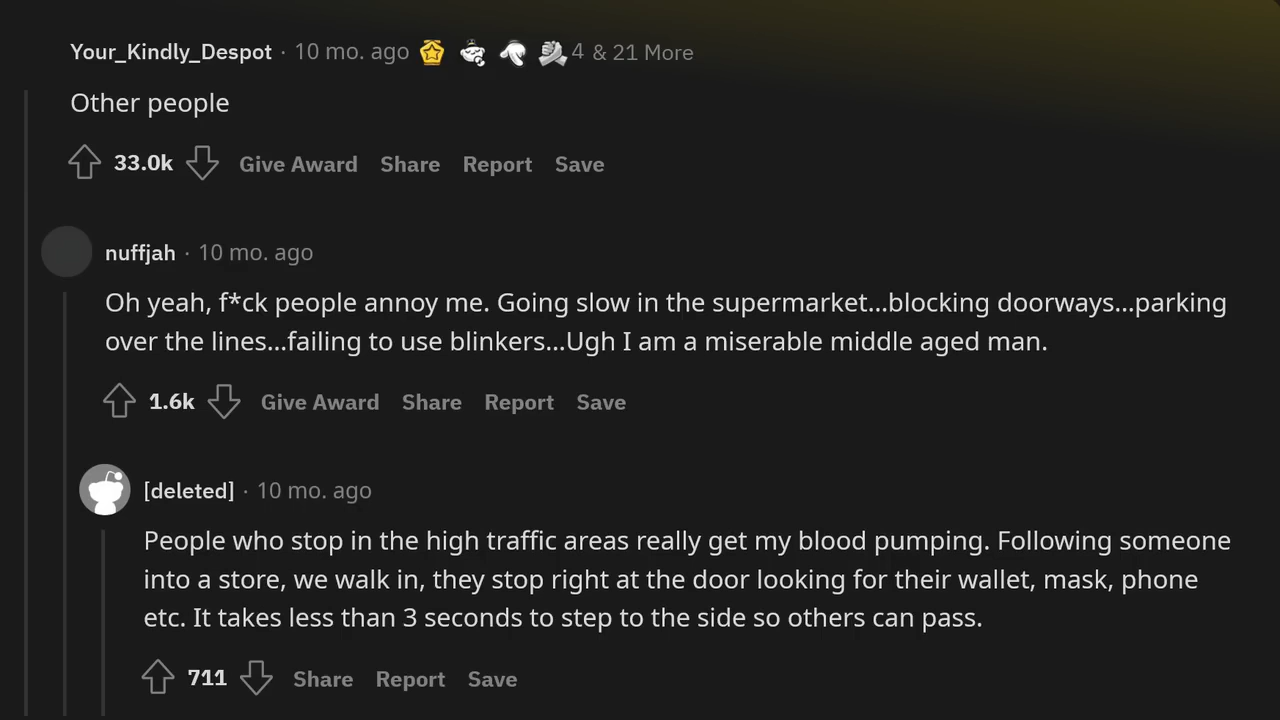 Your_Kindly_Despot · 10 mo. ago 4 & 21 More
Other people
33.0k Give Award Share Report Save
nuffjah · 10 mo. ago
Oh yeah, f*ck people annoy me. Going slow in the supermarket...blocking doorways...parking
over the lines...failing to use blinkers...Ugh I am a miserable middle aged man.
1.6k Give Award Share Report Save
[deleted] · 10 mo. ago
People who stop in the high traffic areas really get my blood pumping. Following someone
into a store, we walk in, they stop right at the door looking for their wallet, mask, phone
etc. It takes less than 3 seconds to step to the side so others can pass.
711 Share Report Save